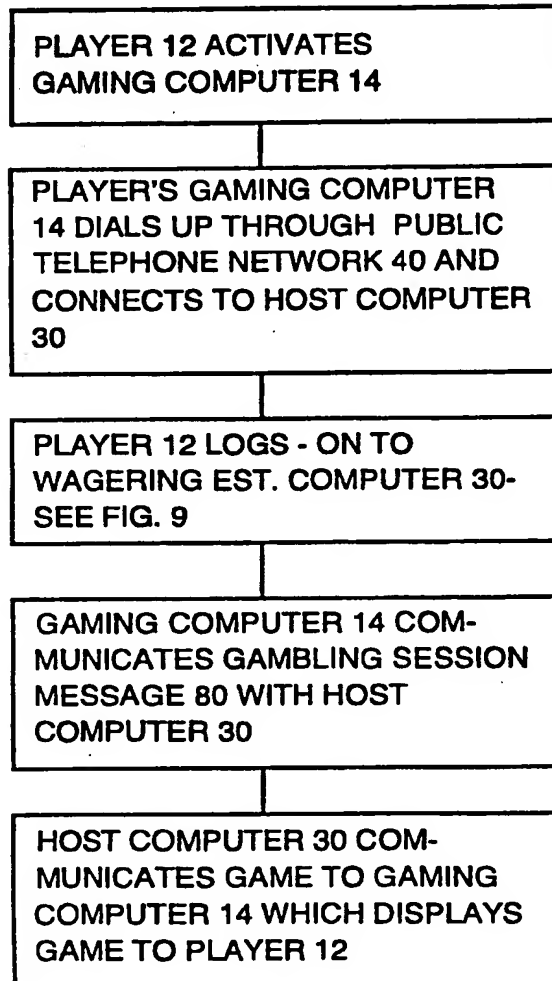 PLAYER 12 ACTIVATES
GAMING COMPUTER 14
PLAYER'S GAMING COMPUTER
14 DIALS UP THROUGH PUBLIC
TELEPHONE NETWORK 40 AND
CONNECTS TO HOST COMPUTER
30
PLAYER 12 LOGS - ON TO
WAGERING EST. COMPUTER 30-
SEE FIG. 9
GAMING COMPUTER 14 COM-
MUNICATES GAMBLING SESSION
MESSAGE 80 WITH HOST
COMPUTER 30
HOST COMPUTER 30 COM-
MUNICATES GAME TO GAMING
COMPUTER 14 WHICH DISPLAYS
GAME TO PLAYER 12